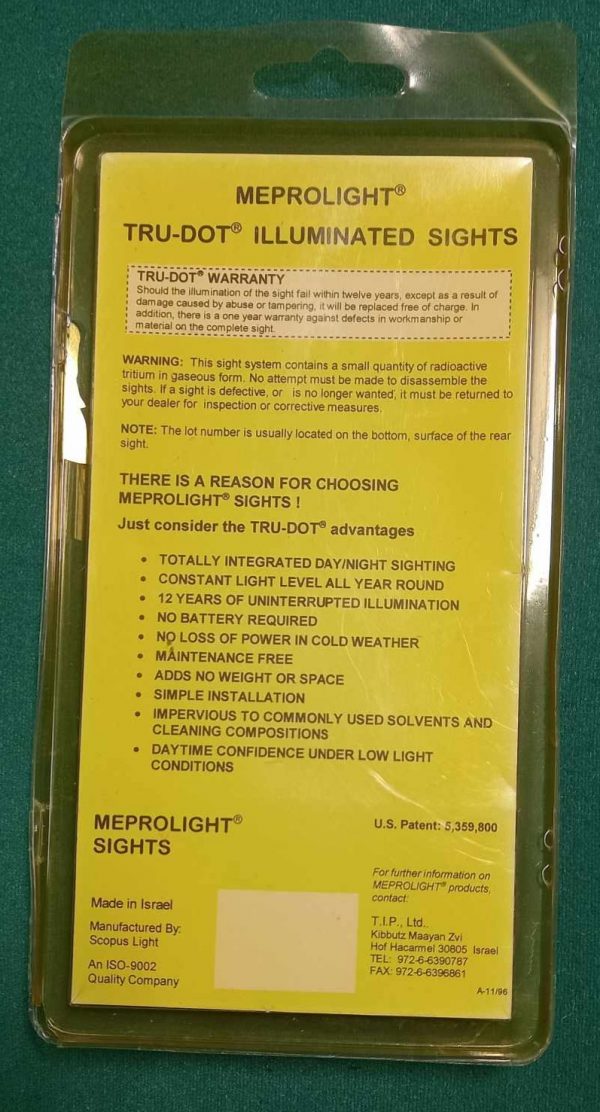 MEPROLIGHT®
TRU-DOT® ILLUMINATED SIGHTS
TRU-DOT® WARRANTY
Should the illumination of the sight fail within twelve years, except as a result of
damage caused by abuse or tampering, it will be replaced free of charge. In
addition, there is a one year warranty against defects in workmanship or
material on the complete sight.
WARNING: This sight system contains a small quantity of radioactive
tritium in gaseous form. No attempt must be made to disassemble the
sights. If a sight is defective, or is no longer wanted, it must be returned to
your dealer for inspection or corrective measures.
NOTE: The lot number is usually located on the bottom, surface of the rear
sight.
THERE IS A REASON FOR CHOOSING
MEPROLIGHT® SIGHTS !
Just consider the TRU-DOT® advantages
• TOTALLY INTEGRATED DAY/NIGHT SIGHTING
• CONSTANT LIGHT LEVEL ALL YEAR ROUND
• 12 YEARS OF UNINTERRUPTED ILLUMINATION
• NO BATTERY REQUIRED
• NO LOSS OF POWER IN COLD WEATHER
• MAINTENANCE FREE
• ADDS NO WEIGHT OR SPACE
• SIMPLE INSTALLATION
• IMPERVIOUS TO COMMONLY USED SOLVENTS AND
CLEANING COMPOSITIONS
• DAYTIME CONFIDENCE UNDER LOW LIGHT
CONDITIONS
MEPROLIGHT®
SIGHTS
U.S. Patent: 5,359,800
Made in Israel
Manufactured By:
Scopus Light
An ISO-9002
Quality Company
For further information on
MEPROLIGHT® products,
contact:
T.I.P., Ltd.
Kibbutz Maayan Zvi
Hof Hacarmel 30805 Israel
TEL: 972-6-6390787
FAX: 972-6-6396861
A-11/96